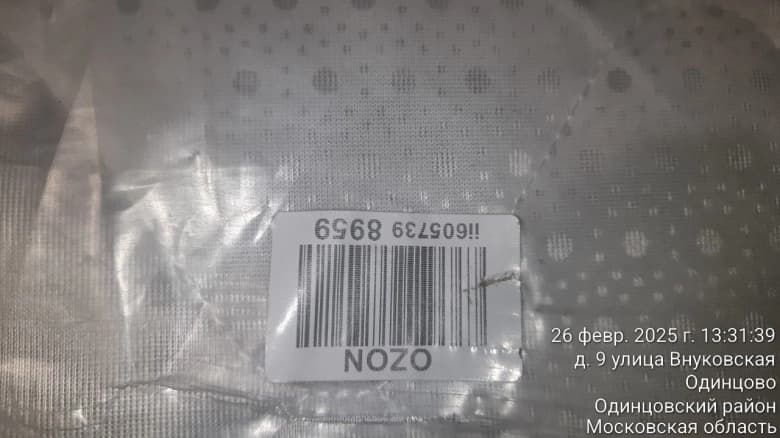 OZON
ii605739 8959
26 февр. 2025 г. 13:31:39
д. 9 улица Внуковская
Одинцово
Одинцовский район
Московская область